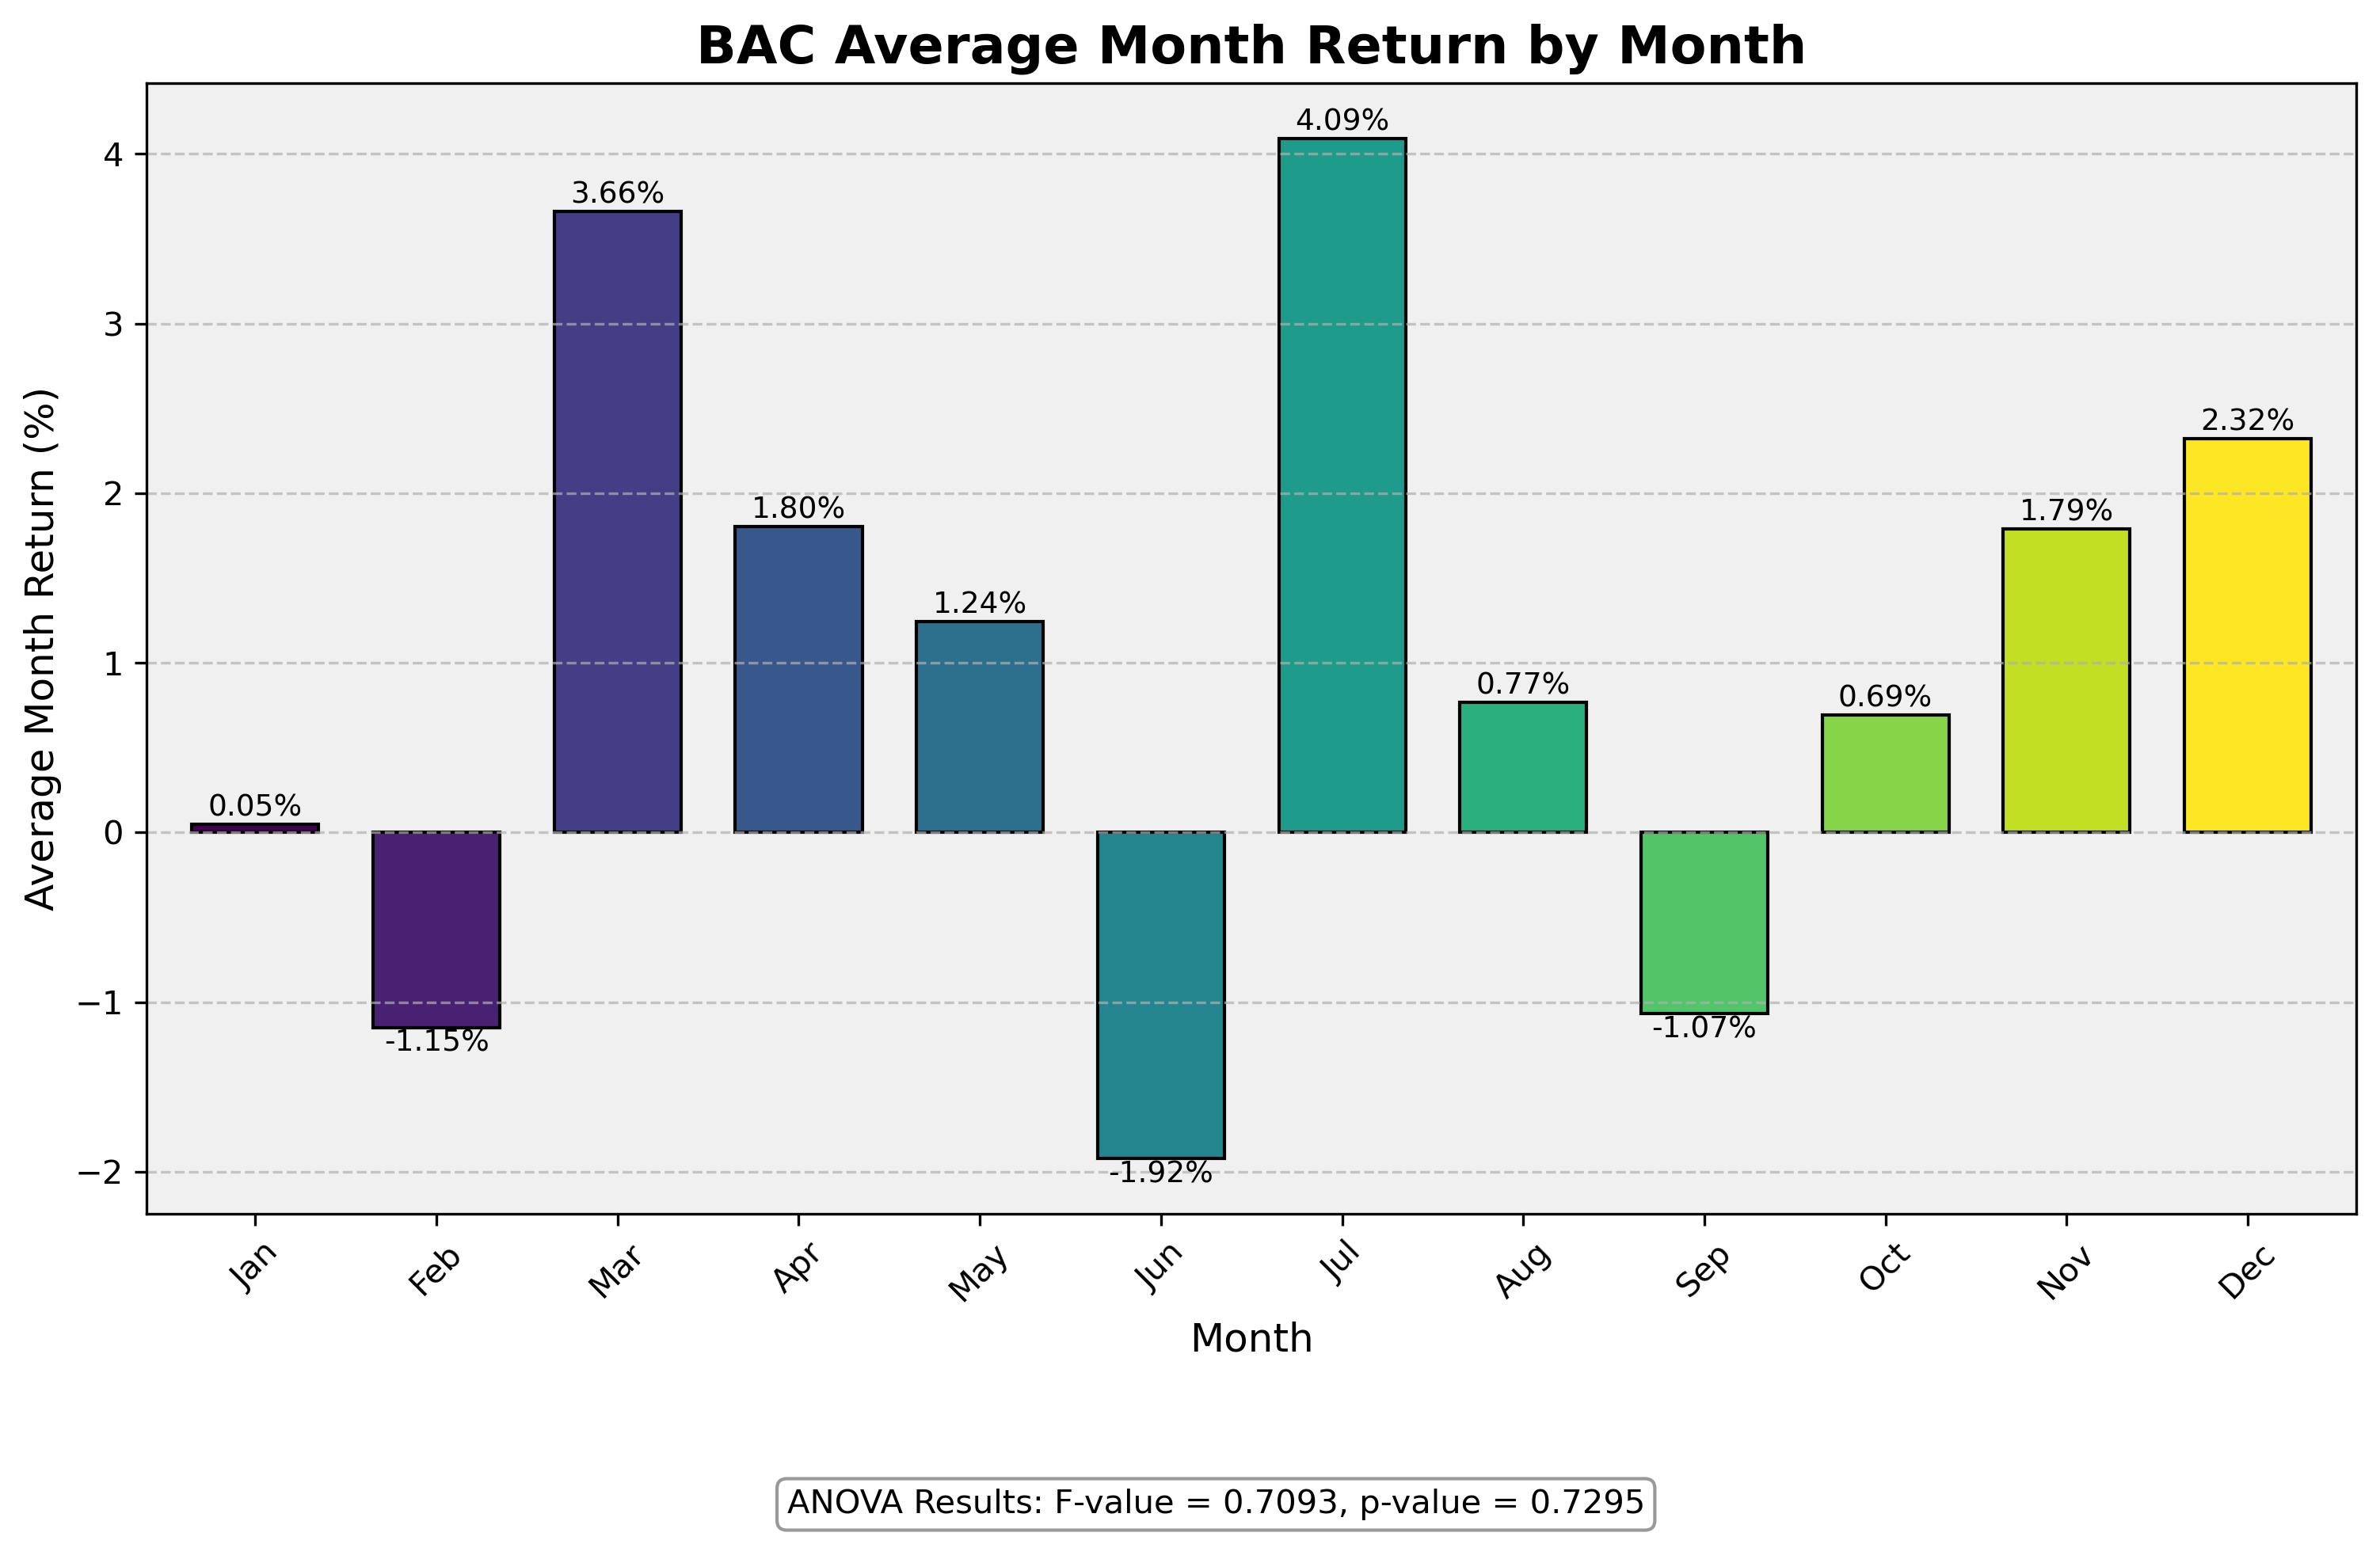 BAC Average Month Return by Month
Average Month Return (%)
4
3
2
1
0
−1
−2
0.05%
-1.15%
3.66%
1.80%
1.24%
-1.92%
4.09%
0.77%
-1.07%
0.69%
1.79%
2.32%
Jan
Feb
Mar
Apr
May
Jun
Jul
Aug
Sep
Oct
Nov
Dec
Month
ANOVA Results: F-value = 0.7093, p-value = 0.7295